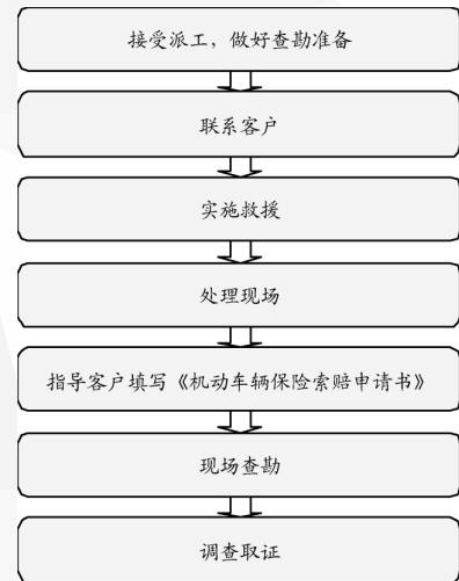 接受派工，做好查勘准备
联系客户
实施救援
处理现场
指导客户填写《机动车辆保险索赔申请书》
现场查勘
调查取证